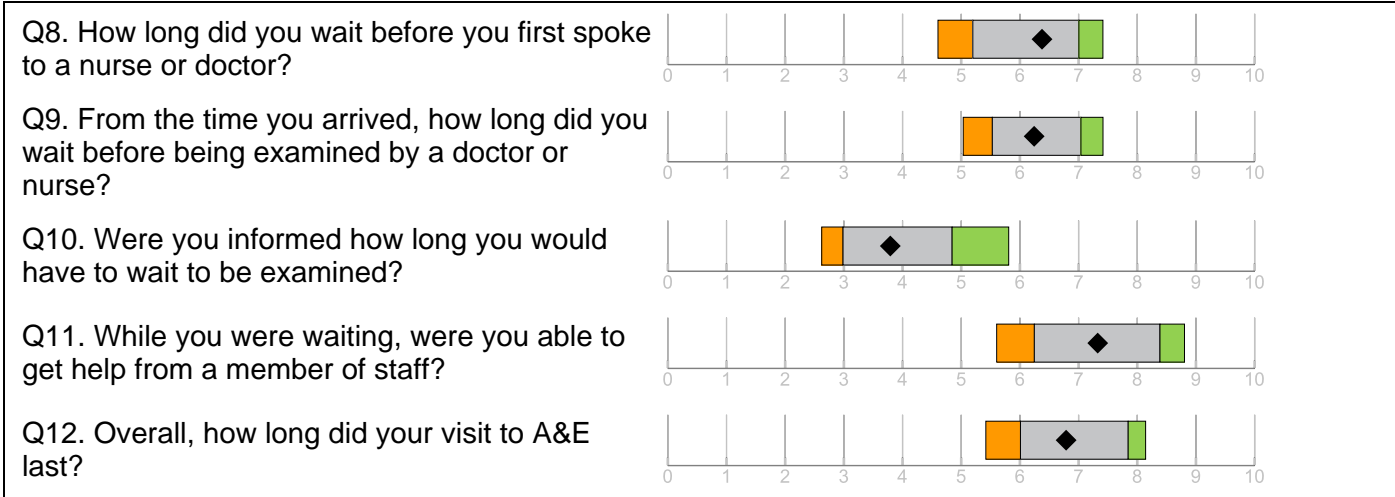 Q8. How long did you wait before you first spoke
to a nurse or doctor?
0 1 2 3 4 5 6 7 8 9 10
Q9. From the time you arrived, how long did you
wait before being examined by a doctor or
nurse?
0 1 2 3 4 5 6 7 8 9 10
Q10. Were you informed how long you would
have to wait to be examined?
0 1 2 3 4 5 6 7 8 9 10
Q11. While you were waiting, were you able to
get help from a member of staff?
0 1 2 3 4 5 6 7 8 9 10
Q12. Overall, how long did your visit to A&E
last?
0 1 2 3 4 5 6 7 8 9 10